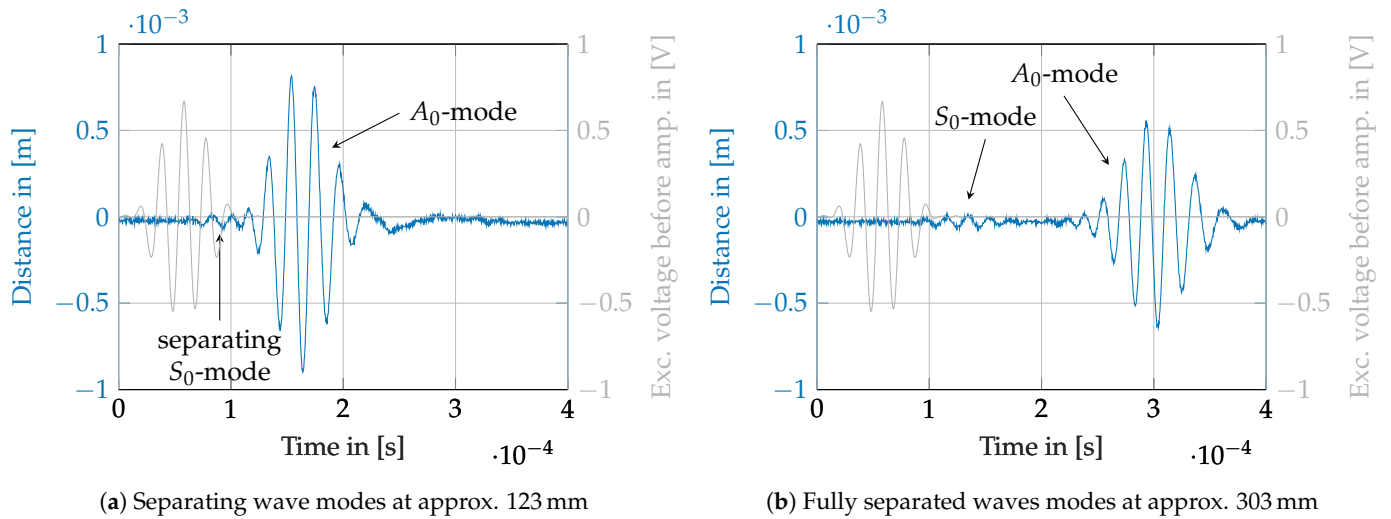 ·10⁻³
1
0.5
0
−0.5
−1
Distance in [m]
A₀-mode
separating
S₀-mode
1
0.5
0
−0.5
−1
Exc. voltage before amp. in [V]
0 1 2 3 4
Time in [s]
·10⁻⁴
(a) Separating wave modes at approx. 123 mm
·10⁻³
1
0.5
0
−0.5
−1
Distance in [m]
A₀-mode
S₀-mode
1
0.5
0
−0.5
−1
Exc. voltage before amp. in [V]
0 1 2 3 4
Time in [s]
·10⁻⁴
(b) Fully separated waves modes at approx. 303 mm